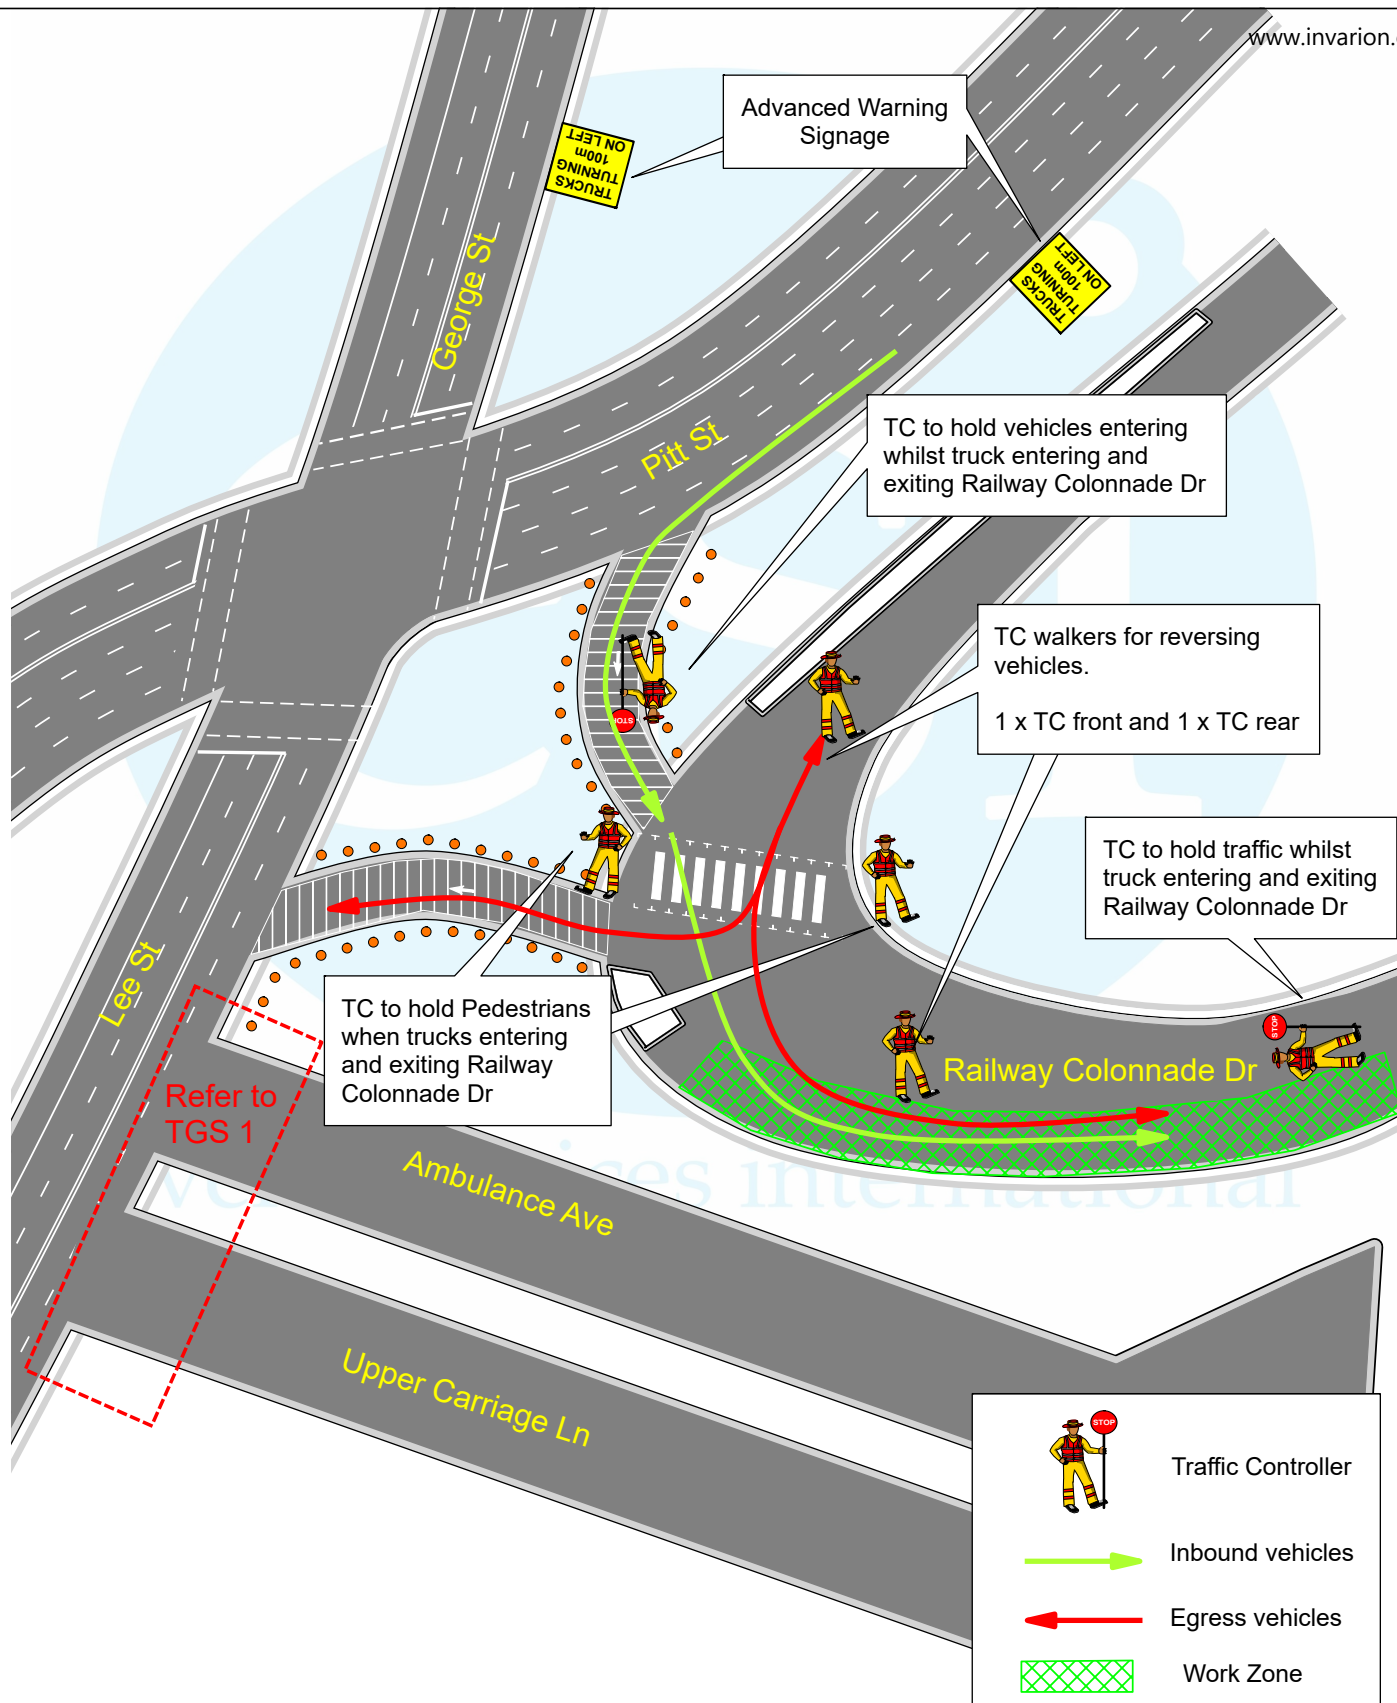 www.invarion.
Advanced Warning
Signage
TRUCKS
TURNING
100m
ON LEFT
TRUCKS
TURNING
100m
ON LEFT
George St
Pitt St
TC to hold vehicles entering
whilst truck entering and
exiting Railway Colonnade Dr
TC walkers for reversing
vehicles.
1 x TC front and 1 x TC rear
STOP
TC to hold traffic whilst
truck entering and exiting
Railway Colonnade Dr
Lee St
TC to hold Pedestrians
when trucks entering
and exiting Railway
Colonnade Dr
STOP
Railway Colonnade Dr
Refer to
TGS 1
Ambulance Ave
international
Upper Carriage Ln
STOP
Traffic Controller
Inbound vehicles
Egress vehicles
Work Zone